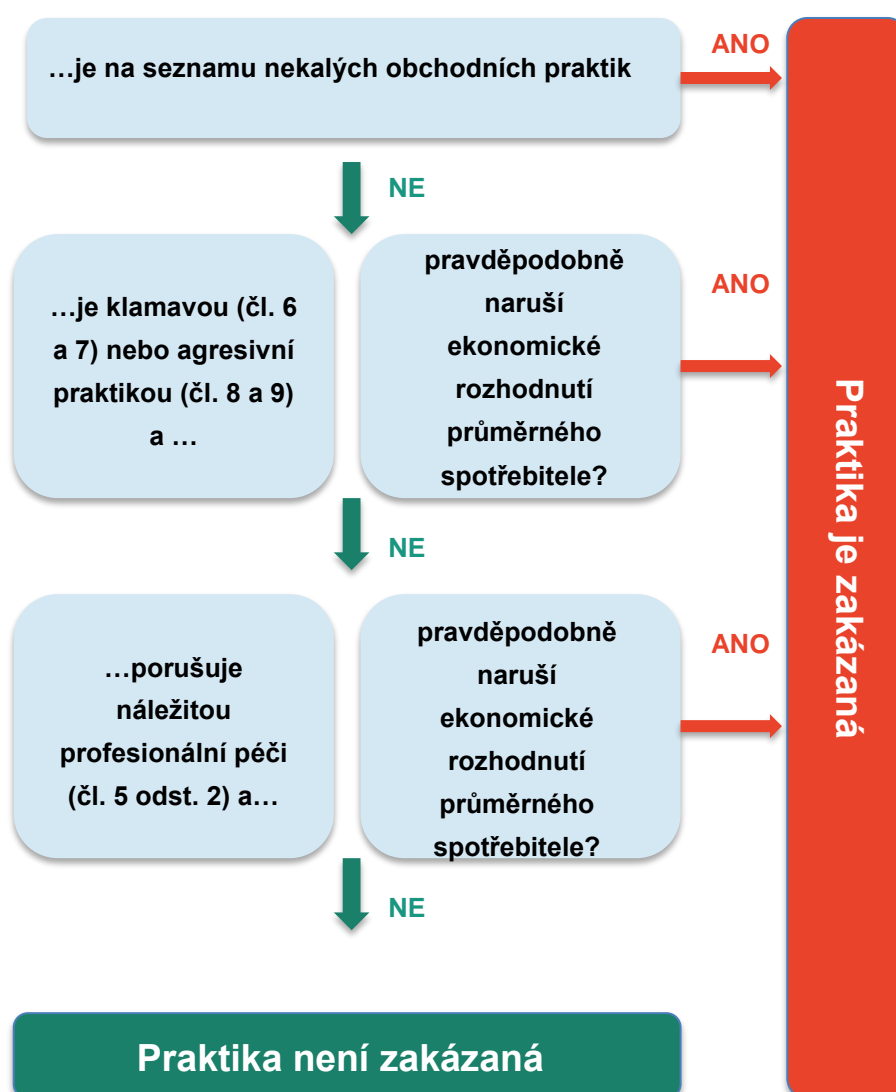 …je na seznamu nekalých obchodních praktik
ANO
NE
…je klamavou (čl. 6
a 7) nebo agresivní
praktikou (čl. 8 a 9)
a …
pravděpodobně
naruší
ekonomické
rozhodnutí
průměrného
spotřebitele?
ANO
NE
…porušuje
náležitou
profesionální péči
(čl. 5 odst. 2) a…
pravděpodobně
naruší
ekonomické
rozhodnutí
průměrného
spotřebitele?
ANO
NE
Praktika není zakázaná
Praktika je zakázaná